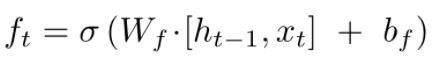 f_t = σ (W_f · [h_{t−1}, x_t] + b_f)